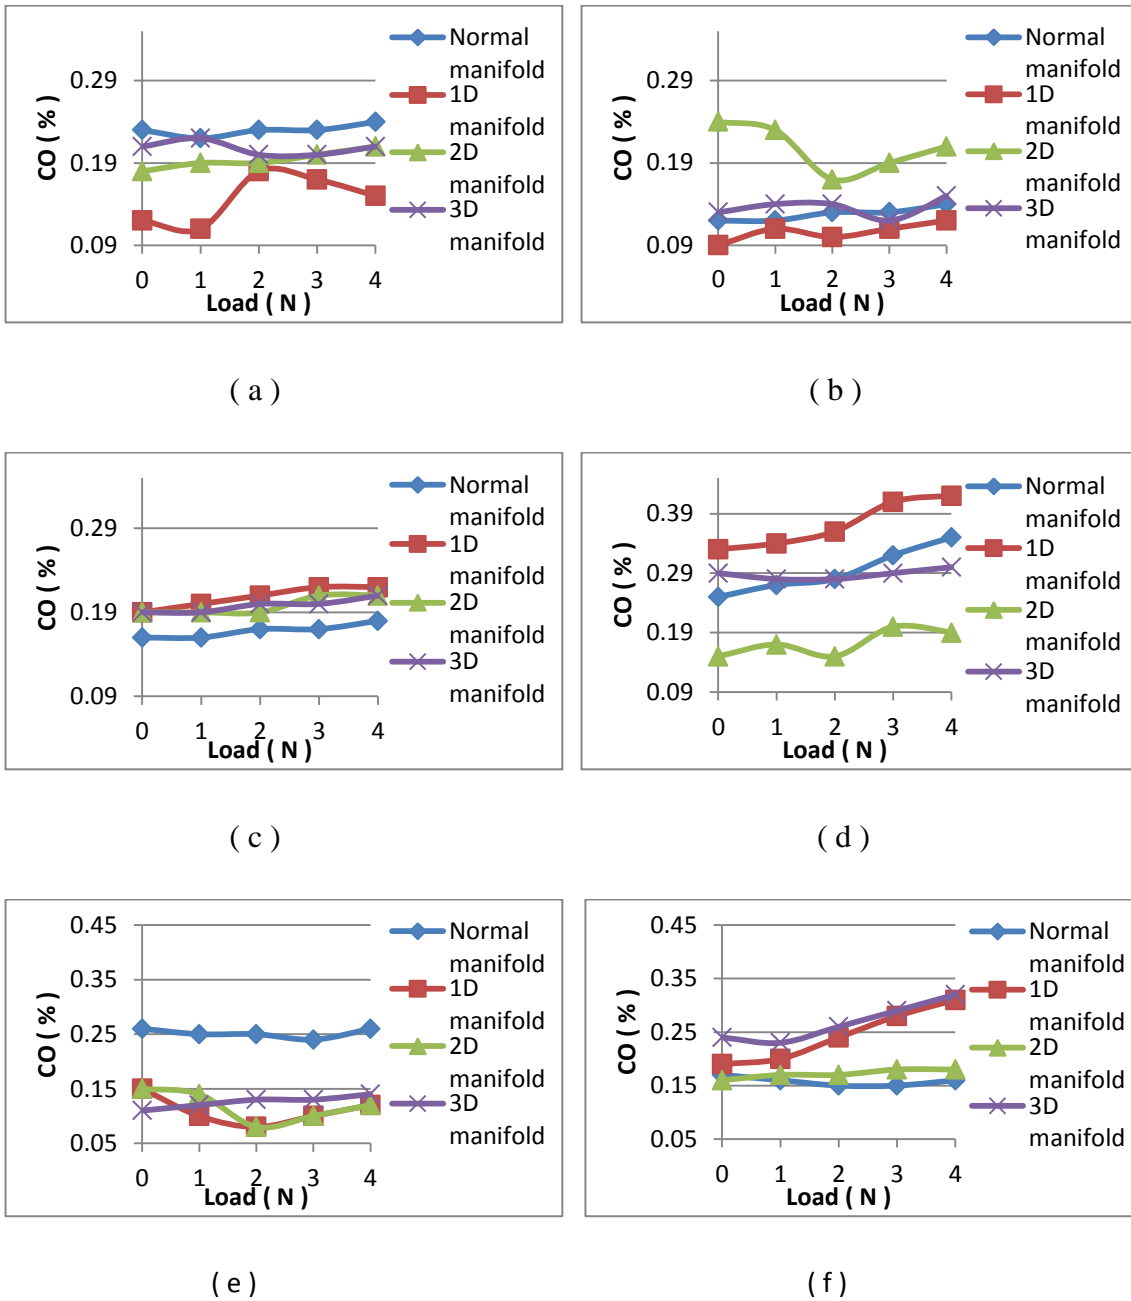 CO ( % )
0.29
0.19
0.09
0 1 2 3 4
Load ( N )
Normal
manifold
1D
manifold
2D
manifold
3D
manifold
( a )
CO ( % )
0.29
0.19
0.09
0 1 2 3 4
Load ( N )
Normal
manifold
1D
manifold
2D
manifold
3D
manifold
( b )
CO ( % )
0.29
0.19
0.09
0 1 2 3 4
Load ( N )
Normal
manifold
1D
manifold
2D
manifold
3D
manifold
( c )
CO ( % )
0.39
0.29
0.19
0.09
0 1 2 3 4
Load ( N )
Normal
manifold
1D
manifold
2D
manifold
3D
manifold
( d )
CO ( % )
0.45
0.35
0.25
0.15
0.05
0 1 2 3 4
Load ( N )
Normal
manifold
1D
manifold
2D
manifold
3D
manifold
( e )
CO ( % )
0.45
0.35
0.25
0.15
0.05
0 1 2 3 4
Load ( N )
Normal
manifold
1D
manifold
2D
manifold
3D
manifold
( f )